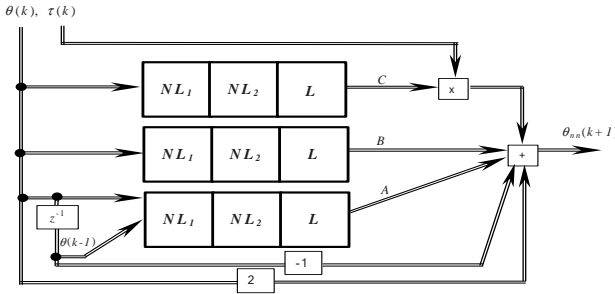 θ(k), τ(k)
NL₁ NL₂ L
C
x
NL₁ NL₂ L
B
θₙₙ(k+1)
+
A
NL₁ NL₂ L
z⁻¹
θ(k-1)
-1
2